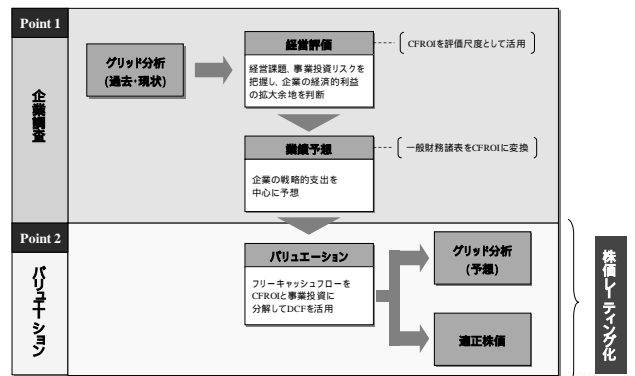 Point 1
企業調査
グリッド分析
(過去･現状)
経営評価
経営課題、事業投資リスクを
把握し、企業の経済的利益
の拡大余地を判断
CFROIを評価尺度として活用
業績予想
企業の戦略的支出を
中心に予想
一般財務諸表をCFROIに変換
Point 2
バリュエーション
バリュエーション
フリーキャッシュフローを
CFROIと事業投資に
分解してDCFを活用
グリッド分析
(予想)
適正株価
株価レーティング化